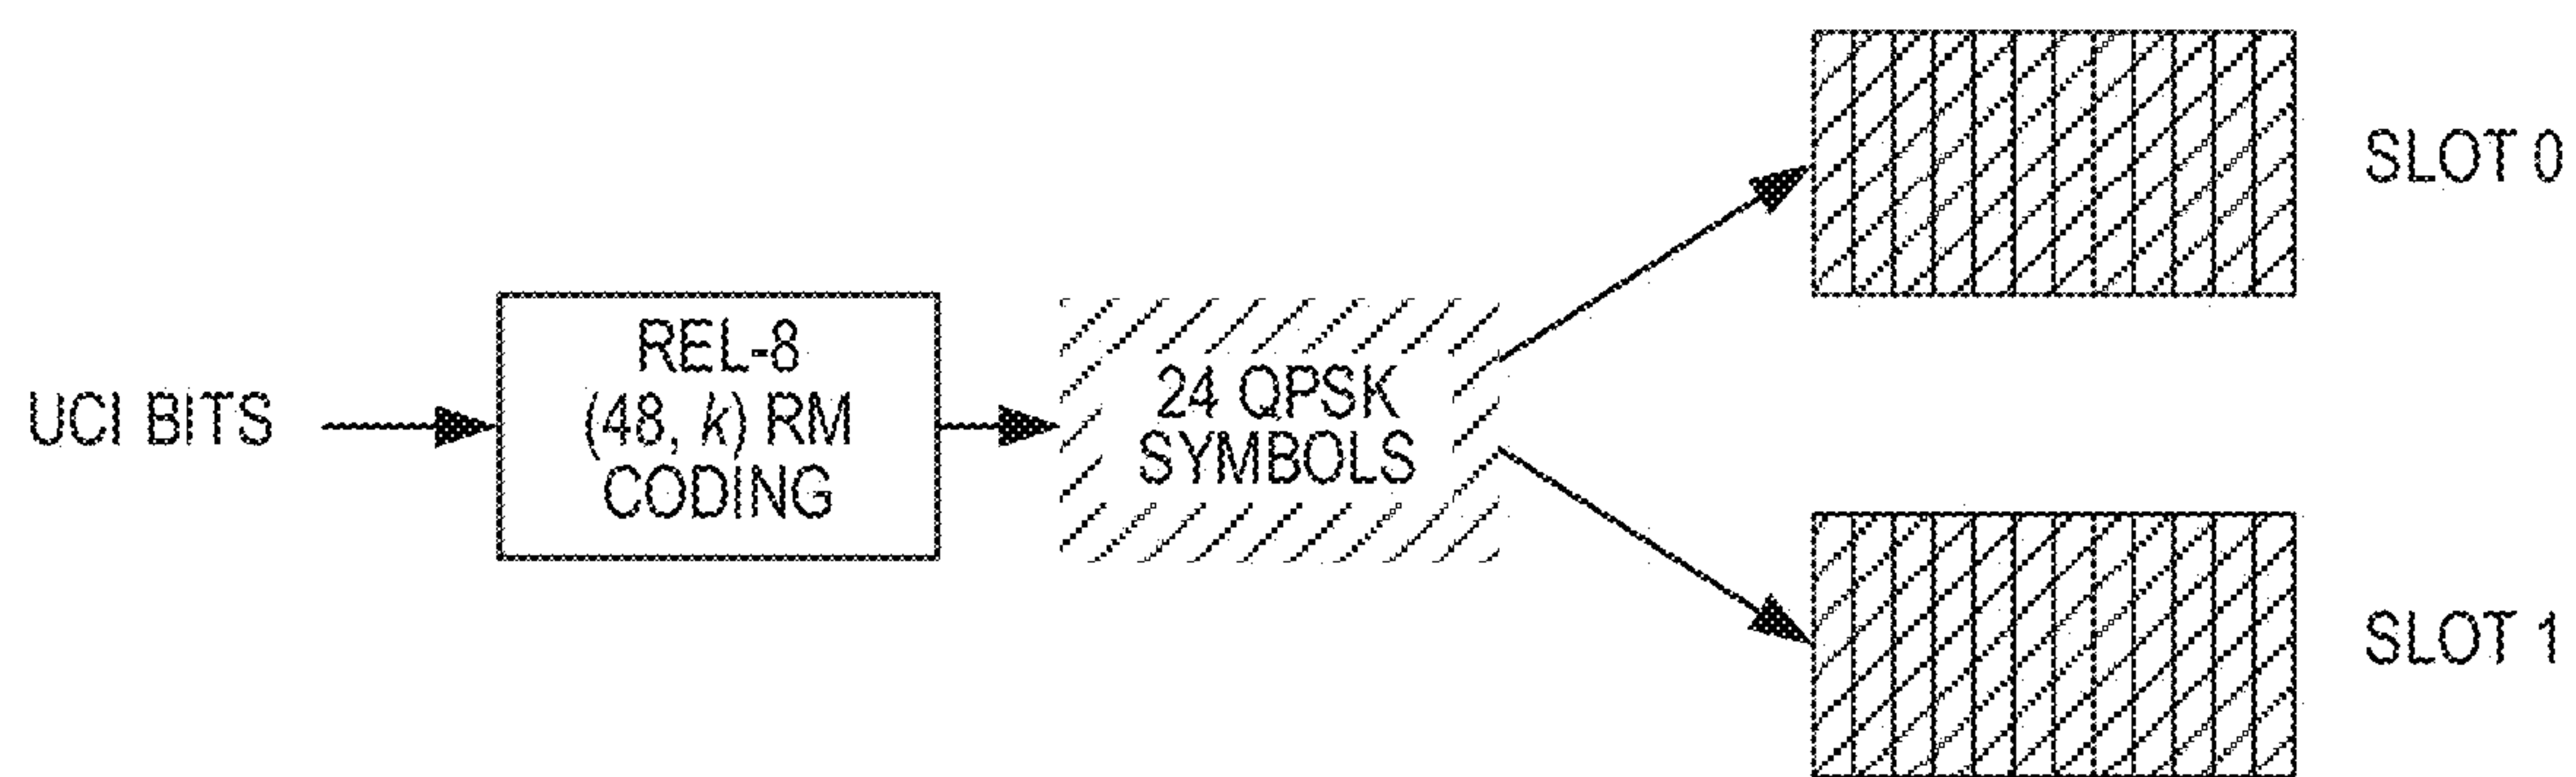 UCI BITS
REL-8
(48, k) RM
CODING
24 QPSK
SYMBOLS
SLOT 0
SLOT 1